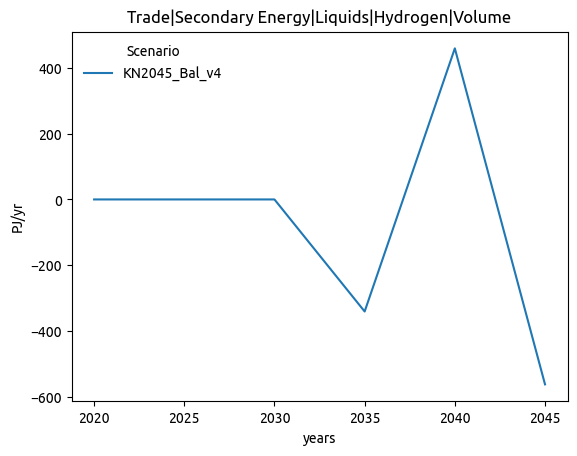 Trade|Secondary Energy|Liquids|Hydrogen|Volume
Scenario
KN2045_Bal_v4
PJ/yr
400
200
0
−200
−400
−600
2020 2025 2030 2035 2040 2045
years